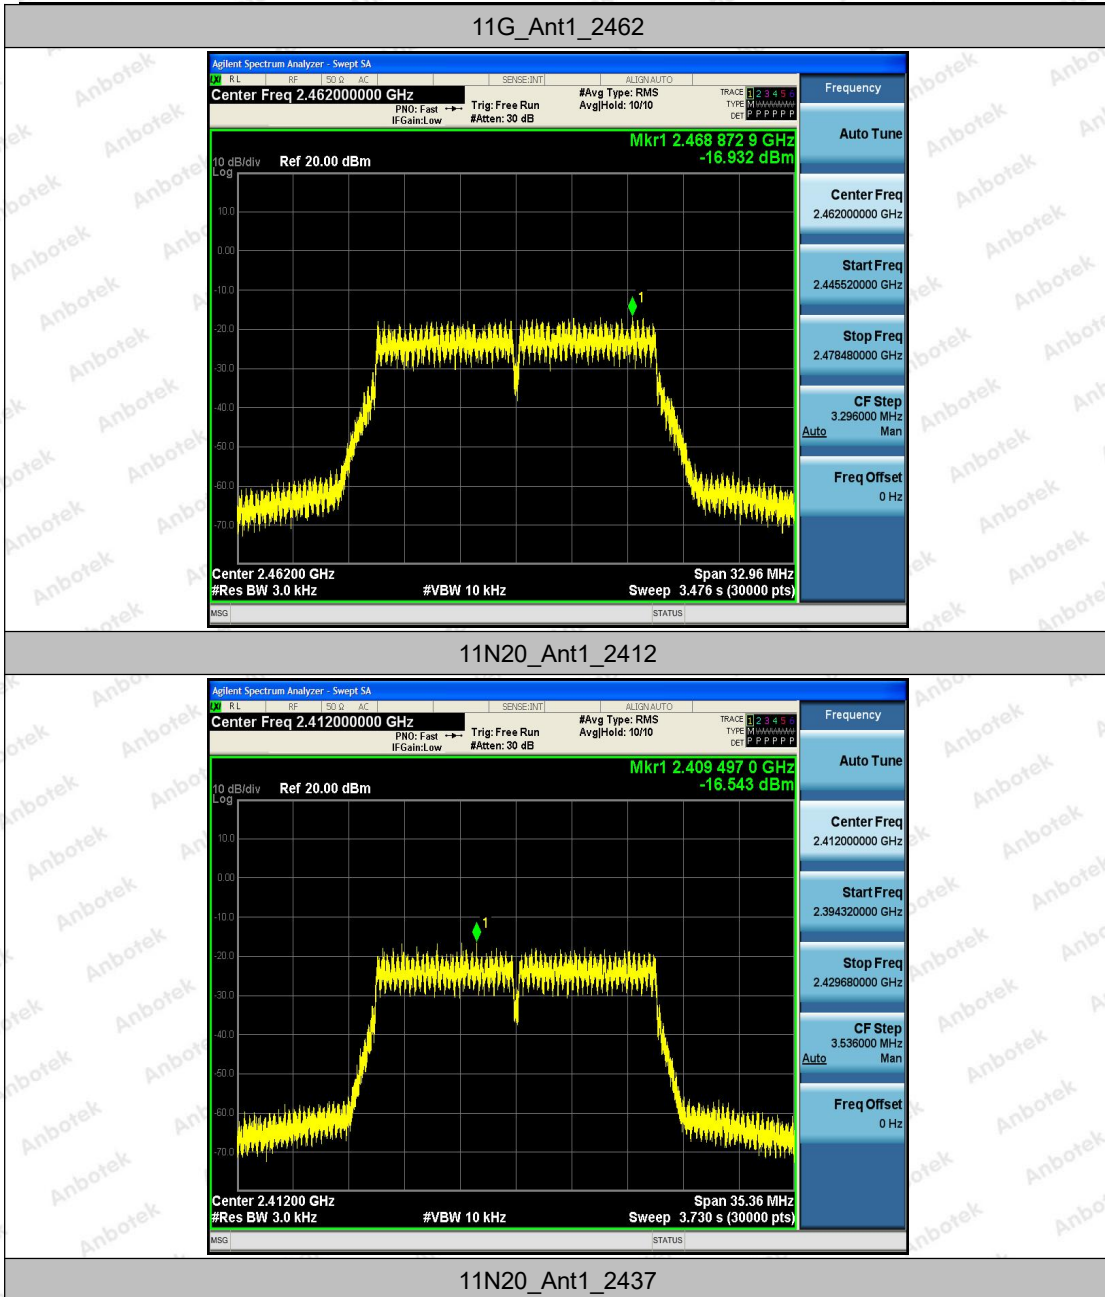 11G_Ant1_2462
Agilent Spectrum Analyzer - Swept SA
LXI RL RF 50 Ω AC SENSE:INT ALIGNAUTO
Center Freq 2.462000000 GHz
PNO: Fast
IFGain:Low
Trig: Free Run
#Atten: 30 dB
#Avg Type: RMS
Avg|Hold: 10/10
TRACE 1 2 3 4 5 6
TYPE M
DET P P P P P P
Mkr1 2.468 872 9 GHz
-16.932 dBm
10 dB/div Ref 20.00 dBm
Log
10.0
0.00
-10.0
-20.0
-30.0
-40.0
-50.0
-60.0
-70.0
1
Center 2.46200 GHz Span 32.96 MHz
#Res BW 3.0 kHz #VBW 10 kHz Sweep 3.476 s (30000 pts)
MSG STATUS
Frequency
Auto Tune
Center Freq
2.462000000 GHz
Start Freq
2.445520000 GHz
Stop Freq
2.478480000 GHz
CF Step
3.296000 MHz
Auto Man
Freq Offset
0 Hz
11N20_Ant1_2412
Agilent Spectrum Analyzer - Swept SA
LXI RL RF 50 Ω AC SENSE:INT ALIGNAUTO
Center Freq 2.412000000 GHz
PNO: Fast
IFGain:Low
Trig: Free Run
#Atten: 30 dB
#Avg Type: RMS
Avg|Hold: 10/10
TRACE 1 2 3 4 5 6
TYPE M
DET P P P P P P
Mkr1 2.409 497 0 GHz
-16.543 dBm
10 dB/div Ref 20.00 dBm
Log
10.0
0.00
-10.0
-20.0
-30.0
-40.0
-50.0
-60.0
-70.0
1
Center 2.41200 GHz Span 35.36 MHz
#Res BW 3.0 kHz #VBW 10 kHz Sweep 3.730 s (30000 pts)
MSG STATUS
Frequency
Auto Tune
Center Freq
2.412000000 GHz
Start Freq
2.394320000 GHz
Stop Freq
2.429680000 GHz
CF Step
3.536000 MHz
Auto Man
Freq Offset
0 Hz
11N20_Ant1_2437
Anbotek